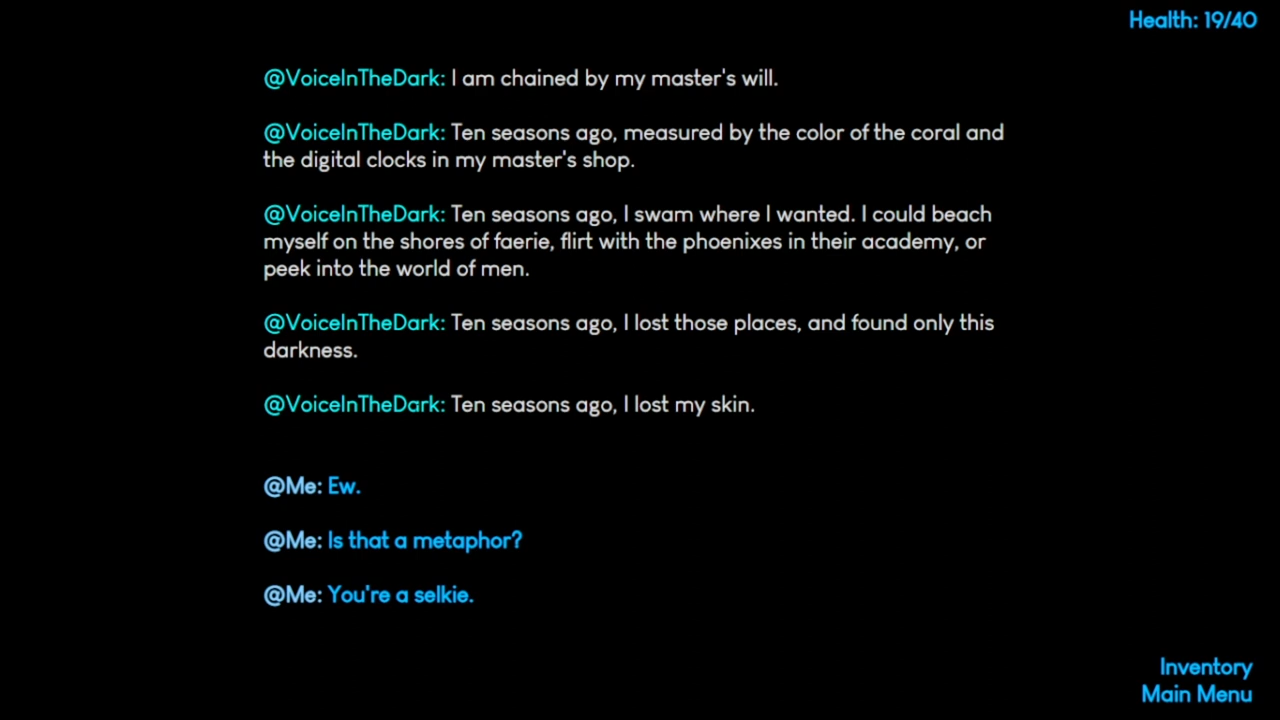 Health: 19/40
@VoiceInTheDark: I am chained by my master's will.
@VoiceInTheDark: Ten seasons ago, measured by the color of the coral and
the digital clocks in my master's shop.
@VoiceInTheDark: Ten seasons ago, I swam where I wanted. I could beach
myself on the shores of faerie, flirt with the phoenixes in their academy, or
peek into the world of men.
@VoiceInTheDark: Ten seasons ago, I lost those places, and found only this
darkness.
@VoiceInTheDark: Ten seasons ago, I lost my skin.
@Me: Ew.
@Me: Is that a metaphor?
@Me: You're a selkie.
Inventory
Main Menu